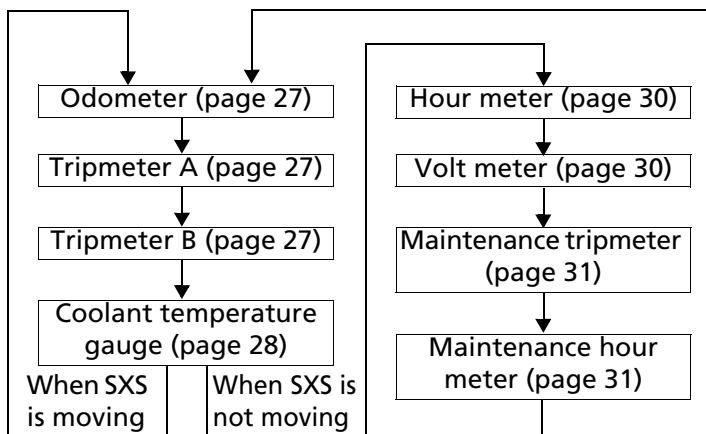 Odometer (page 27)
Tripmeter A (page 27)
Tripmeter B (page 27)
Coolant temperature
gauge (page 28)
When SXS
is moving
When SXS is
not moving
Hour meter (page 30)
Volt meter (page 30)
Maintenance tripmeter
(page 31)
Maintenance hour
meter (page 31)